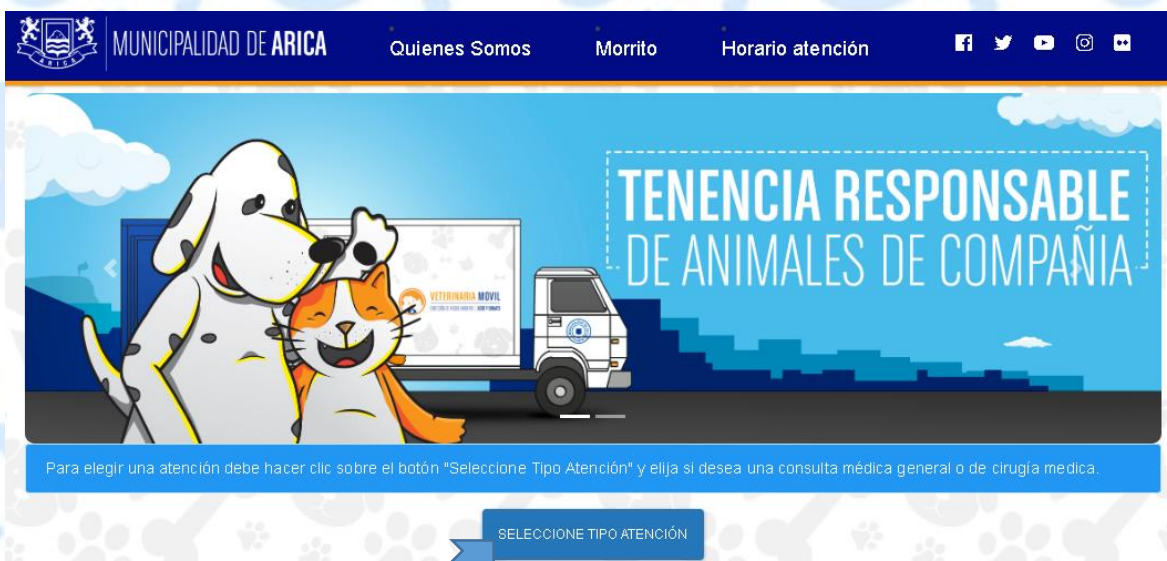 MUNICIPALIDAD DE ARICA
ARICA
Quienes Somos
Morrito
Horario atención
TENENCIA RESPONSABLE
DE ANIMALES DE COMPAÑIA
VETERINARIA MÓVIL
Para elegir una atención debe hacer clic sobre el botón "Seleccione Tipo Atención" y elija si desea una consulta médica general o de cirugía medica.
SELECCIONE TIPO ATENCIÓN